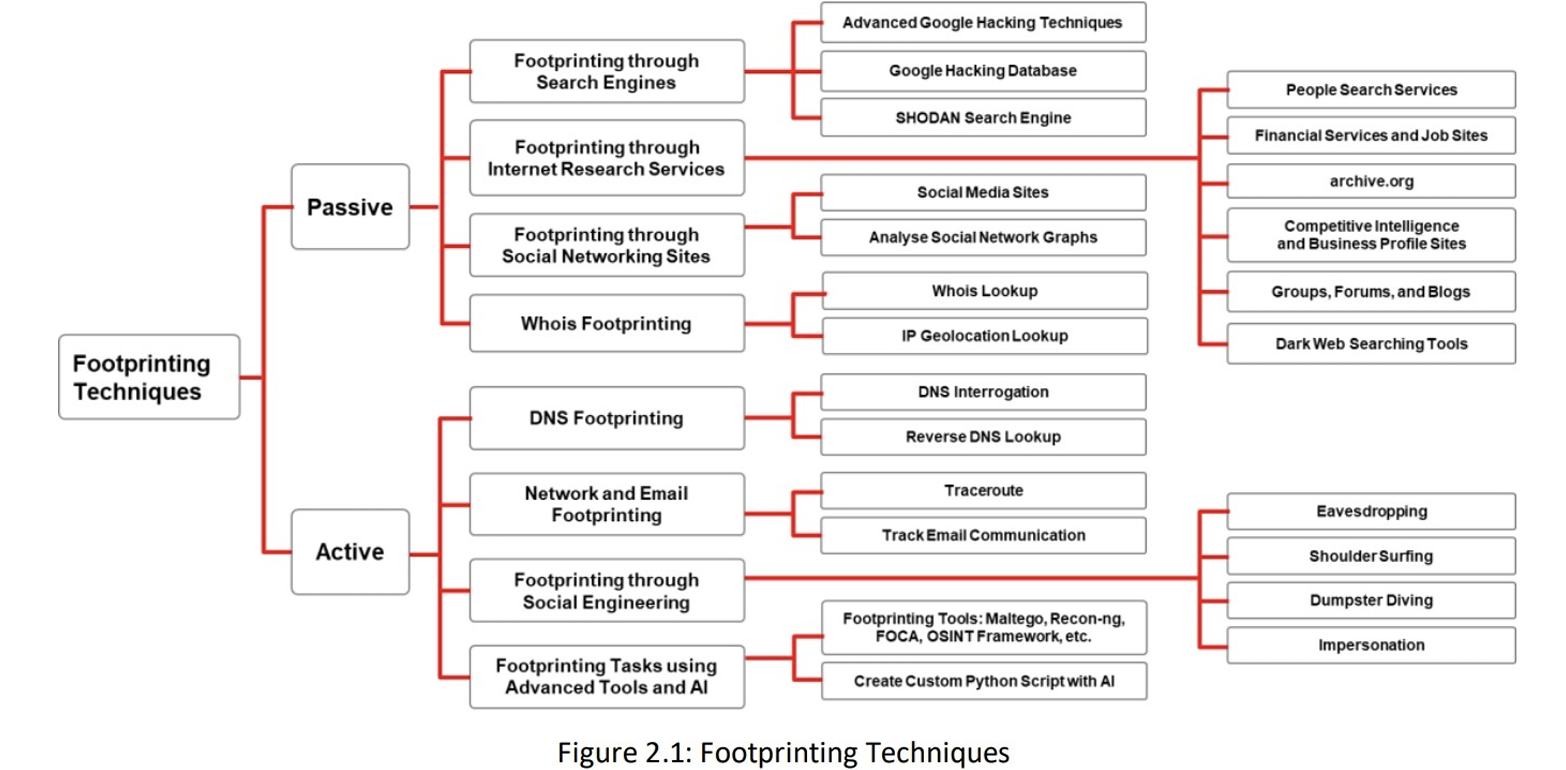 Footprinting
Techniques
Passive
Footprinting through
Search Engines
Advanced Google Hacking Techniques
Google Hacking Database
SHODAN Search Engine
Footprinting through
Internet Research Services
People Search Services
Financial Services and Job Sites
archive.org
Competitive Intelligence
and Business Profile Sites
Groups, Forums, and Blogs
Dark Web Searching Tools
Footprinting through
Social Networking Sites
Social Media Sites
Analyse Social Network Graphs
Whois Footprinting
Whois Lookup
IP Geolocation Lookup
Active
DNS Footprinting
DNS Interrogation
Reverse DNS Lookup
Network and Email
Footprinting
Traceroute
Track Email Communication
Footprinting through
Social Engineering
Eavesdropping
Shoulder Surfing
Dumpster Diving
Impersonation
Footprinting Tasks using
Advanced Tools and AI
Footprinting Tools: Maltego, Recon-ng,
FOCA, OSINT Framework, etc.
Create Custom Python Script with AI
Figure 2.1: Footprinting Techniques